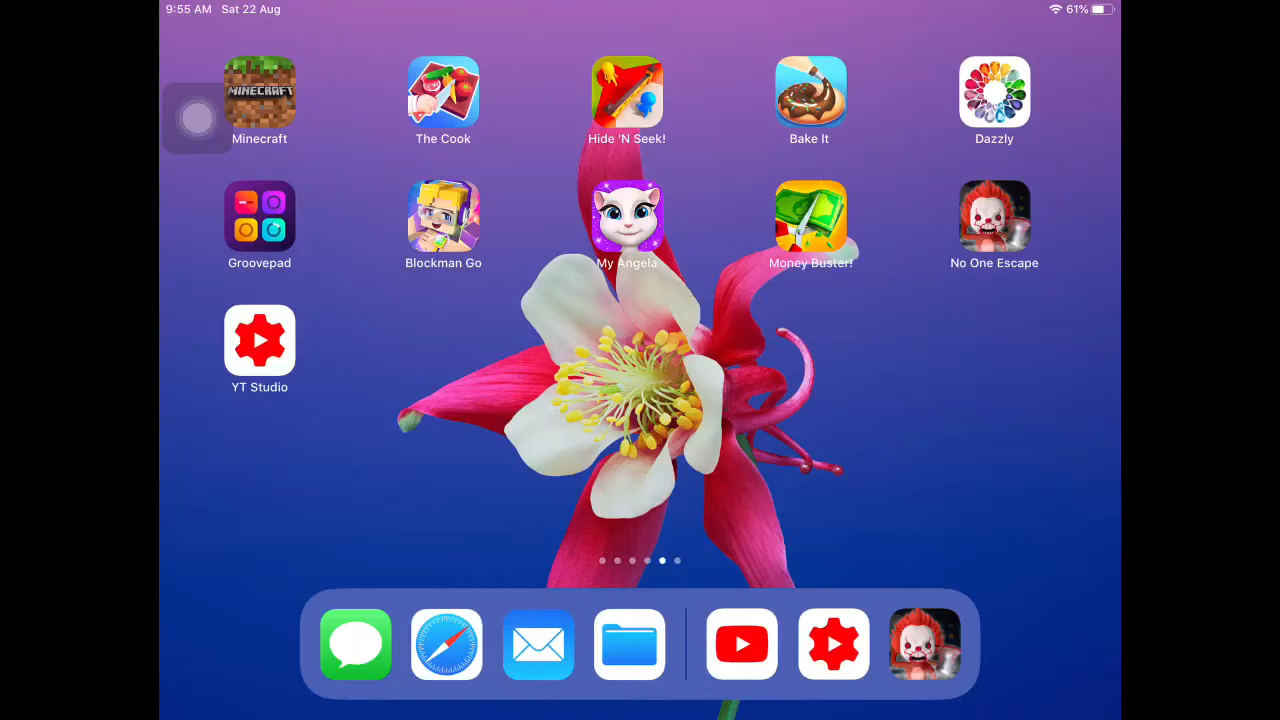 9:55 AM Sat 22 Aug 61%
MINECRAFT
Minecraft The Cook Hide 'N Seek! Bake It Dazzly
Groovepad Blockman Go My Angela Money Buster! No One Escape
YT Studio